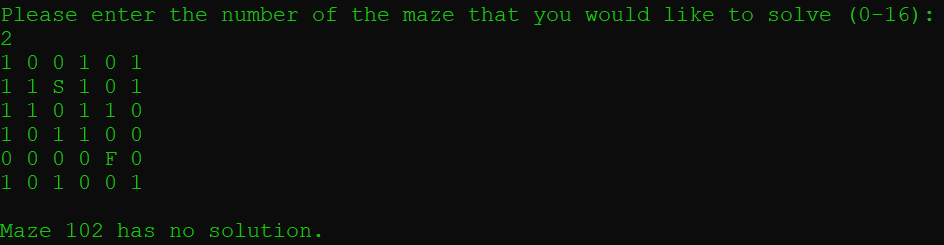 Please enter the number of the maze that you would like to solve (0-16):
2
1 0 0 1 0 1
1 1 S 1 0 1
1 1 0 1 1 0
1 0 1 1 0 0
0 0 0 0 F 0
1 0 1 0 0 1
Maze 102 has no solution.